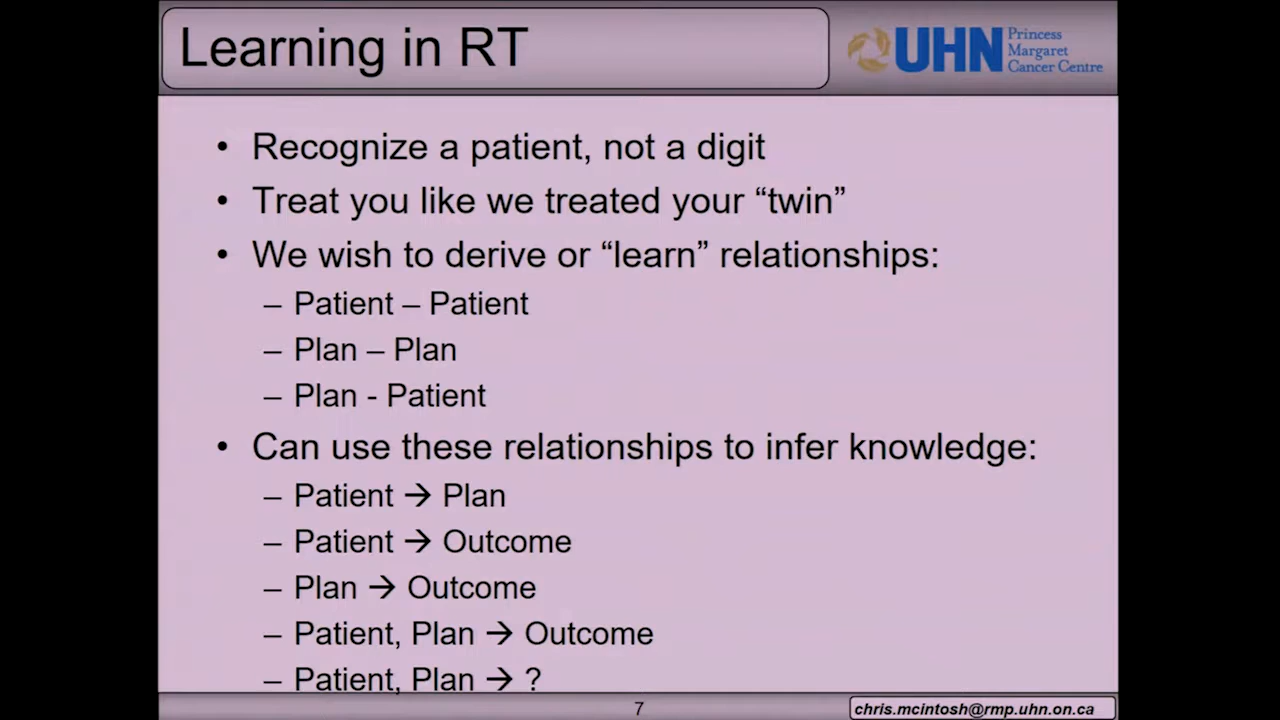 Learning in RT
UHN Princess
Margaret
Cancer Centre
• Recognize a patient, not a digit
• Treat you like we treated your “twin”
• We wish to derive or “learn” relationships:
– Patient – Patient
– Plan – Plan
– Plan - Patient
• Can use these relationships to infer knowledge:
– Patient → Plan
– Patient → Outcome
– Plan → Outcome
– Patient, Plan → Outcome
– Patient, Plan → ?
7
chris.mcintosh@rmp.uhn.on.ca